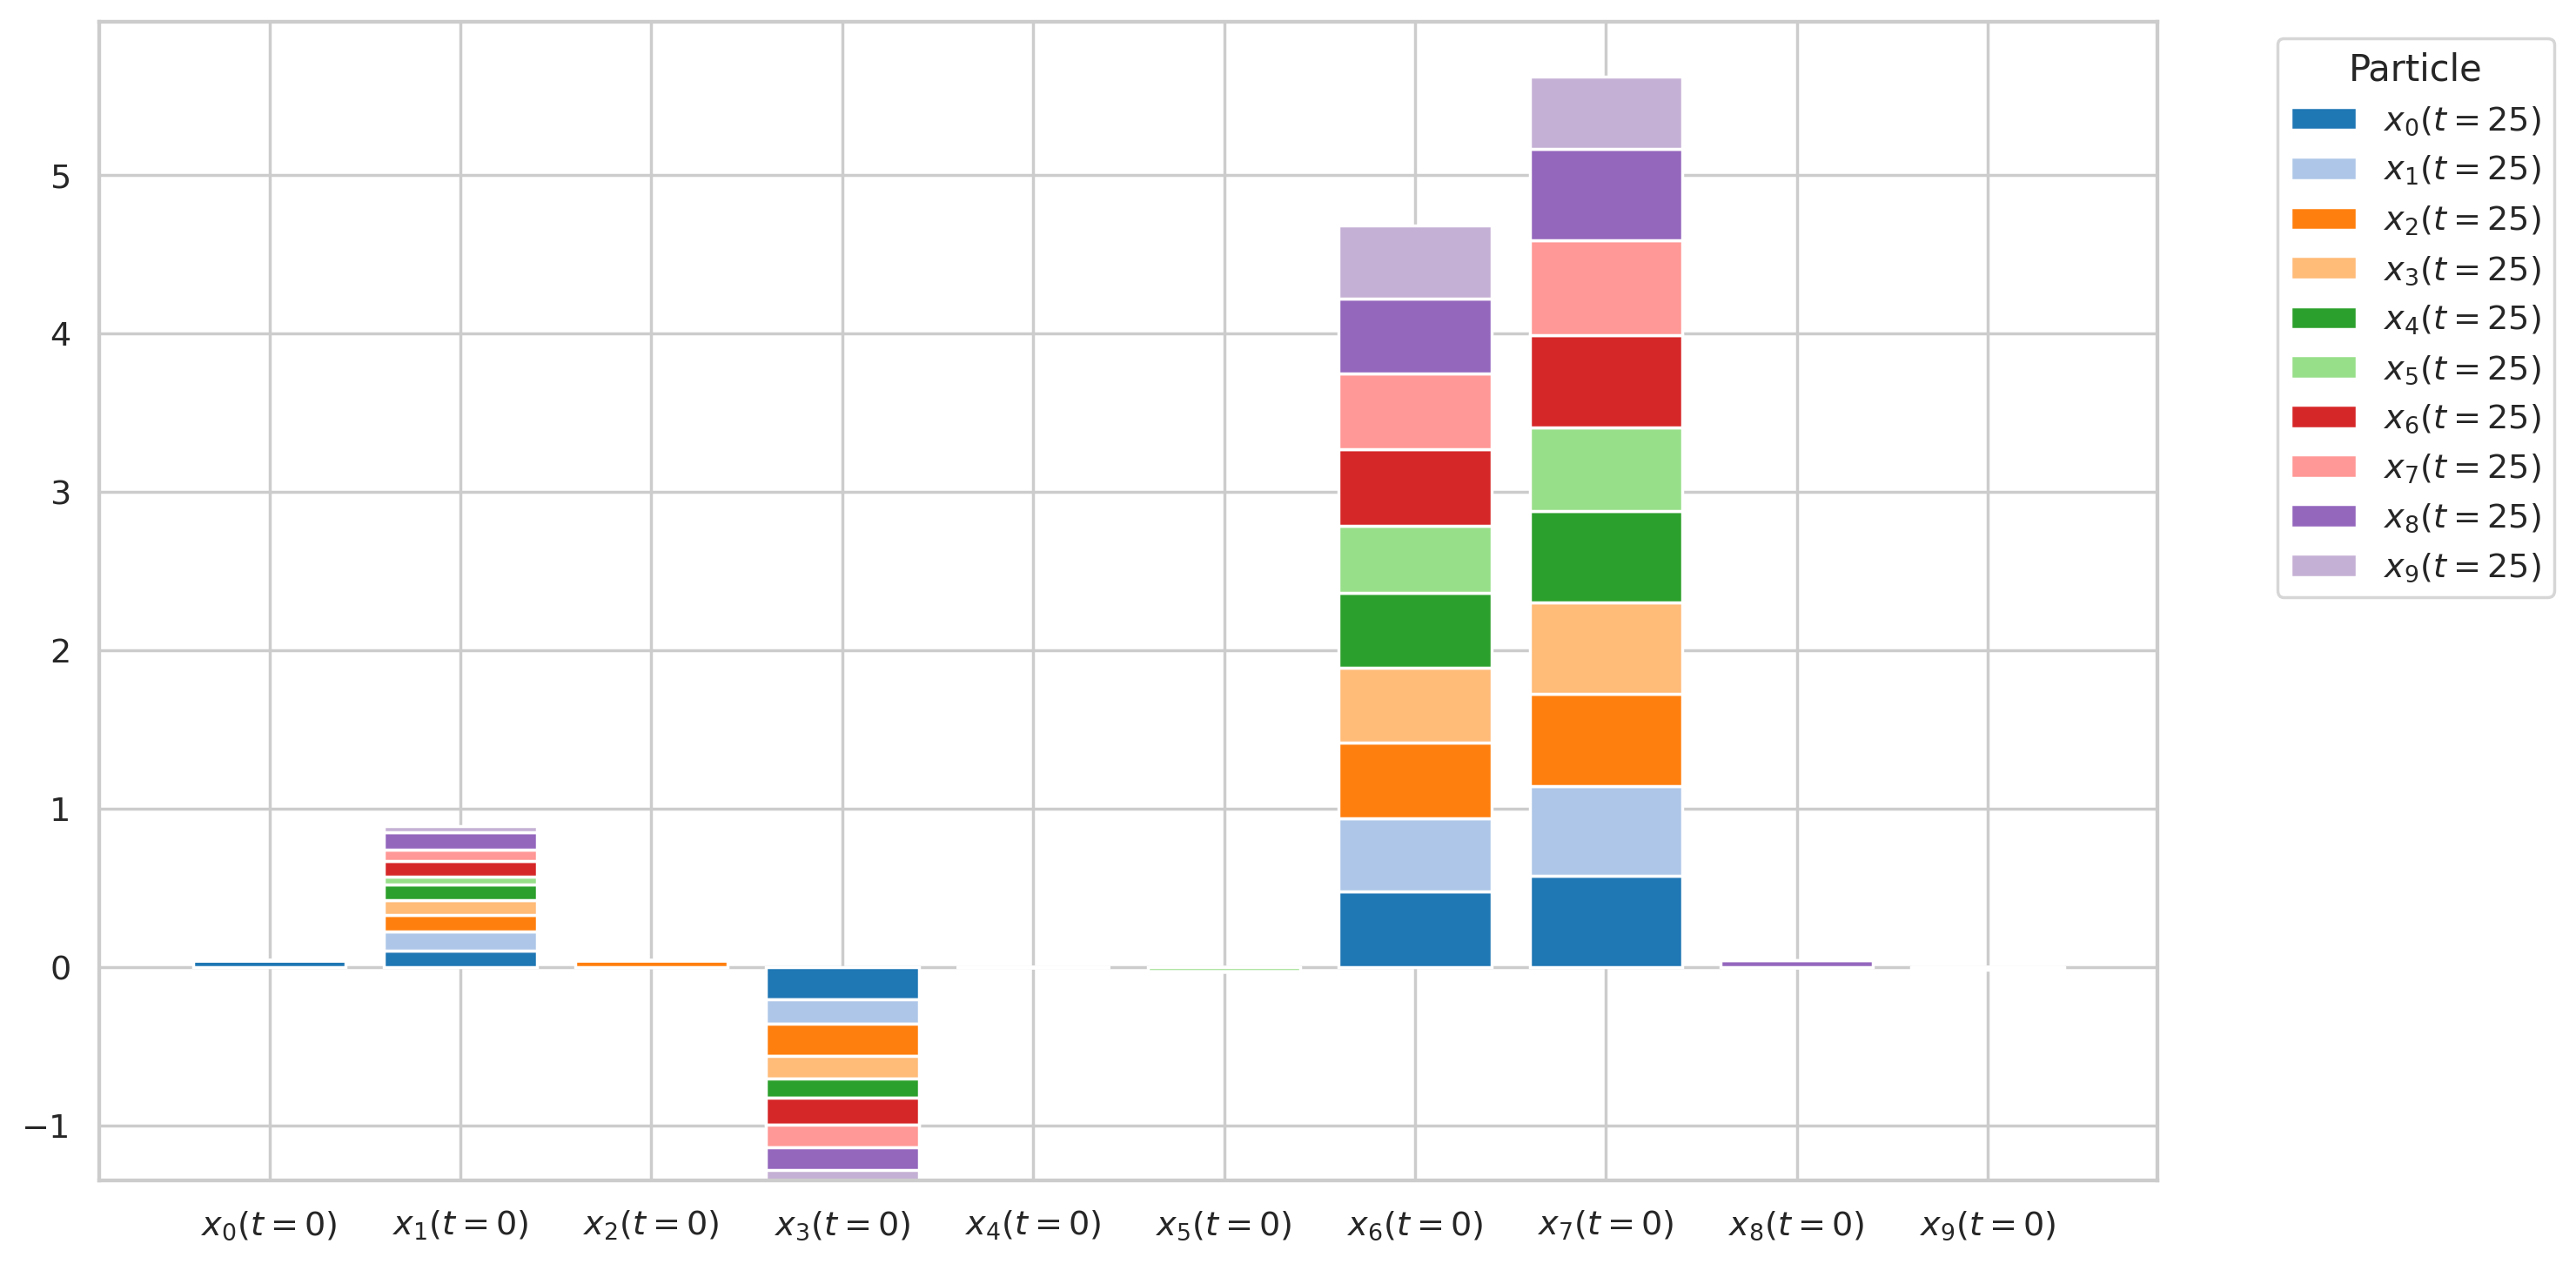 Particle
x₀(t = 25)
x₁(t = 25)
x₂(t = 25)
x₃(t = 25)
x₄(t = 25)
x₅(t = 25)
x₆(t = 25)
x₇(t = 25)
x₈(t = 25)
x₉(t = 25)
5
4
3
2
1
0
−1
x₀(t = 0) x₁(t = 0) x₂(t = 0) x₃(t = 0) x₄(t = 0) x₅(t = 0) x₆(t = 0) x₇(t = 0) x₈(t = 0) x₉(t = 0)